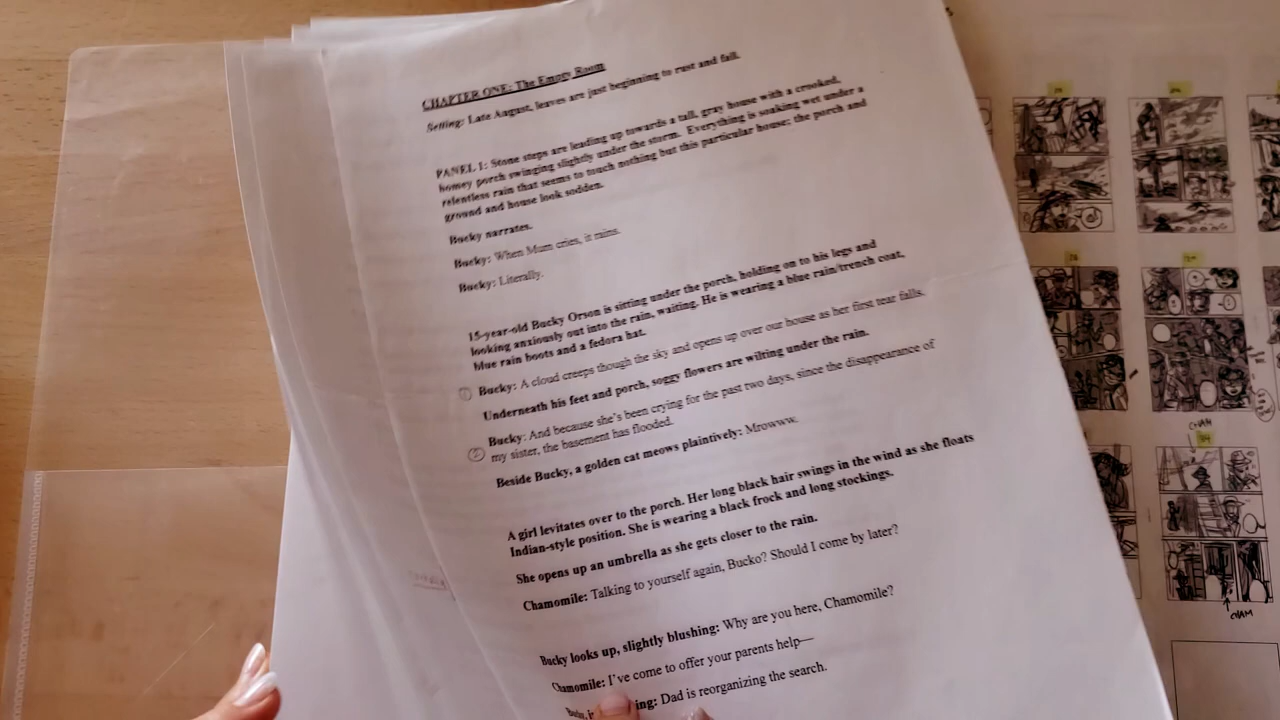 CHAPTER ONE: The Empty Room
Setting: Late August, leaves are just beginning to rust and fall.
PANEL 1: Stone steps are leading up towards a tall, gray house with a crooked,
homey porch swinging slightly under the storm. Everything is soaking wet under a
relentless rain that seems to touch nothing but this particular house; the porch and
ground and house look sodden.
Bucky narrates.
Bucky: When Mum cries, it rains.
Bucky: Literally.
15-year-old Bucky Orson is sitting under the porch, holding on to his legs and
looking anxiously out into the rain, waiting. He is wearing a blue rain/trench coat,
blue rain boots and a fedora hat.
1 Bucky: A cloud creeps though the sky and opens up over our house as her first tear falls.
Underneath his feet and porch, soggy flowers are wilting under the rain.
2 Bucky: And because she's been crying for the past two days, since the disappearance of
my sister, the basement has flooded.
Beside Bucky, a golden cat meows plaintively: Mrowww.
A girl levitates over to the porch. Her long black hair swings in the wind as she floats
Indian-style position. She is wearing a black frock and long stockings.
She opens up an umbrella as she gets closer to the rain.
Chamomile: Talking to yourself again, Bucko? Should I come by later?
Bucky looks up, slightly blushing: Why are you here, Chamomile?
Chamomile: I've come to offer your parents help—
Dad is reorganizing the search.
CHAM
34
CHAM